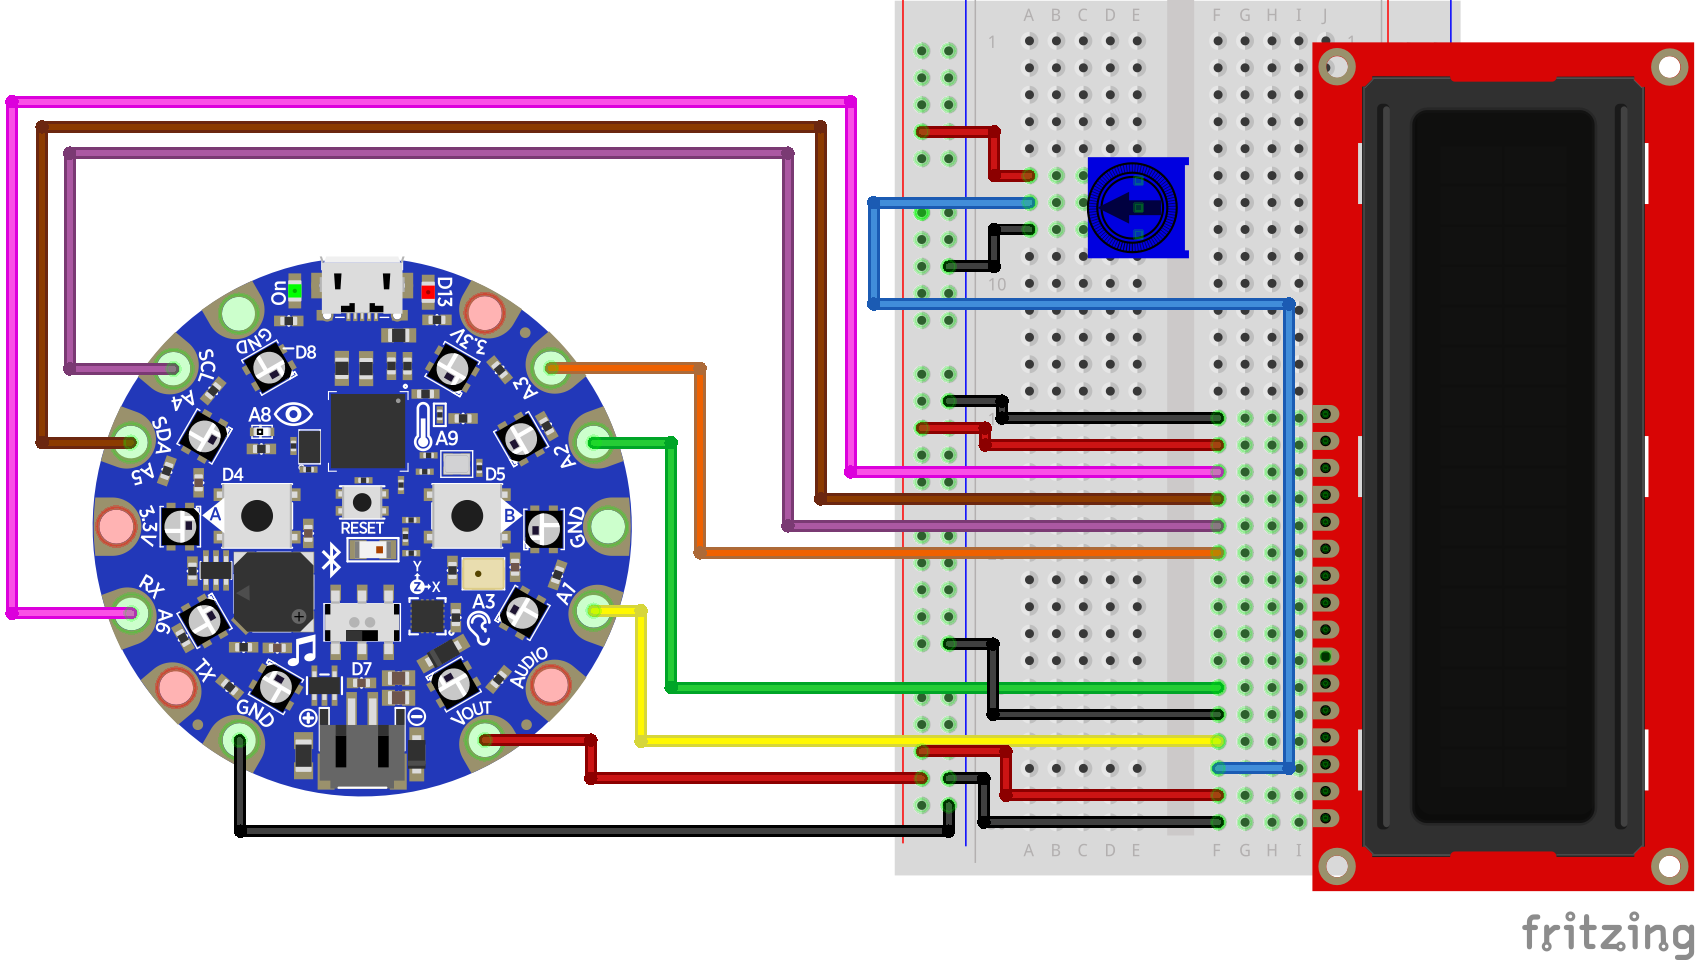 A B C D E F G H I J
1 1
On
D13
GND
3.3V
SCL
D8
A3
A4
A8
SDA
A9
A2
A5
D4
D5
3.3V
A
B
GND
RESET
Y
Z X
RX
A6
A3
A1
TX
D7
AUDIO
GND
VOUT
10
A B C D E F G H I
fritzing